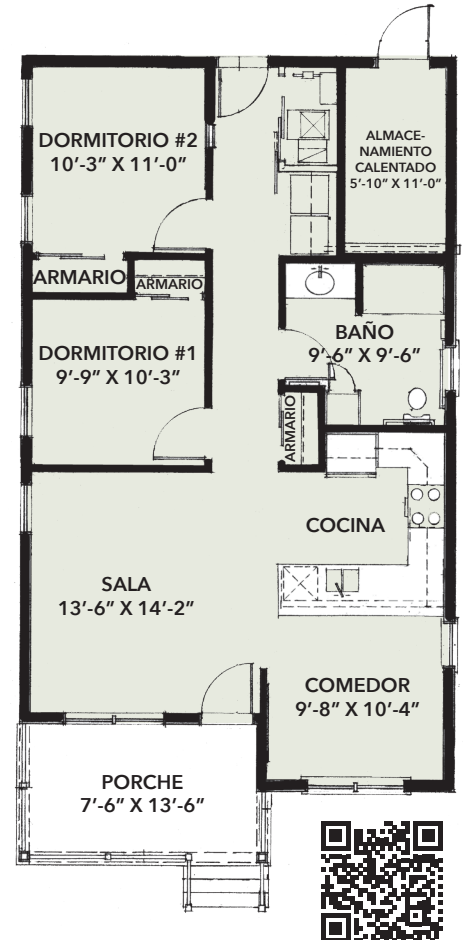 DORMITORIO #2
10’-3” X 11’-0”
ALMACE-
NAMIENTO
CALENTADO
5’-10” X 11’-0”
ARMARIO
ARMARIO
BAÑO
9’-6” X 9’-6”
DORMITORIO #1
9’-9” X 10’-3”
ARMARIO
COCINA
SALA
13’-6” X 14’-2”
COMEDOR
9’-8” X 10’-4”
PORCHE
7’-6” X 13’-6”